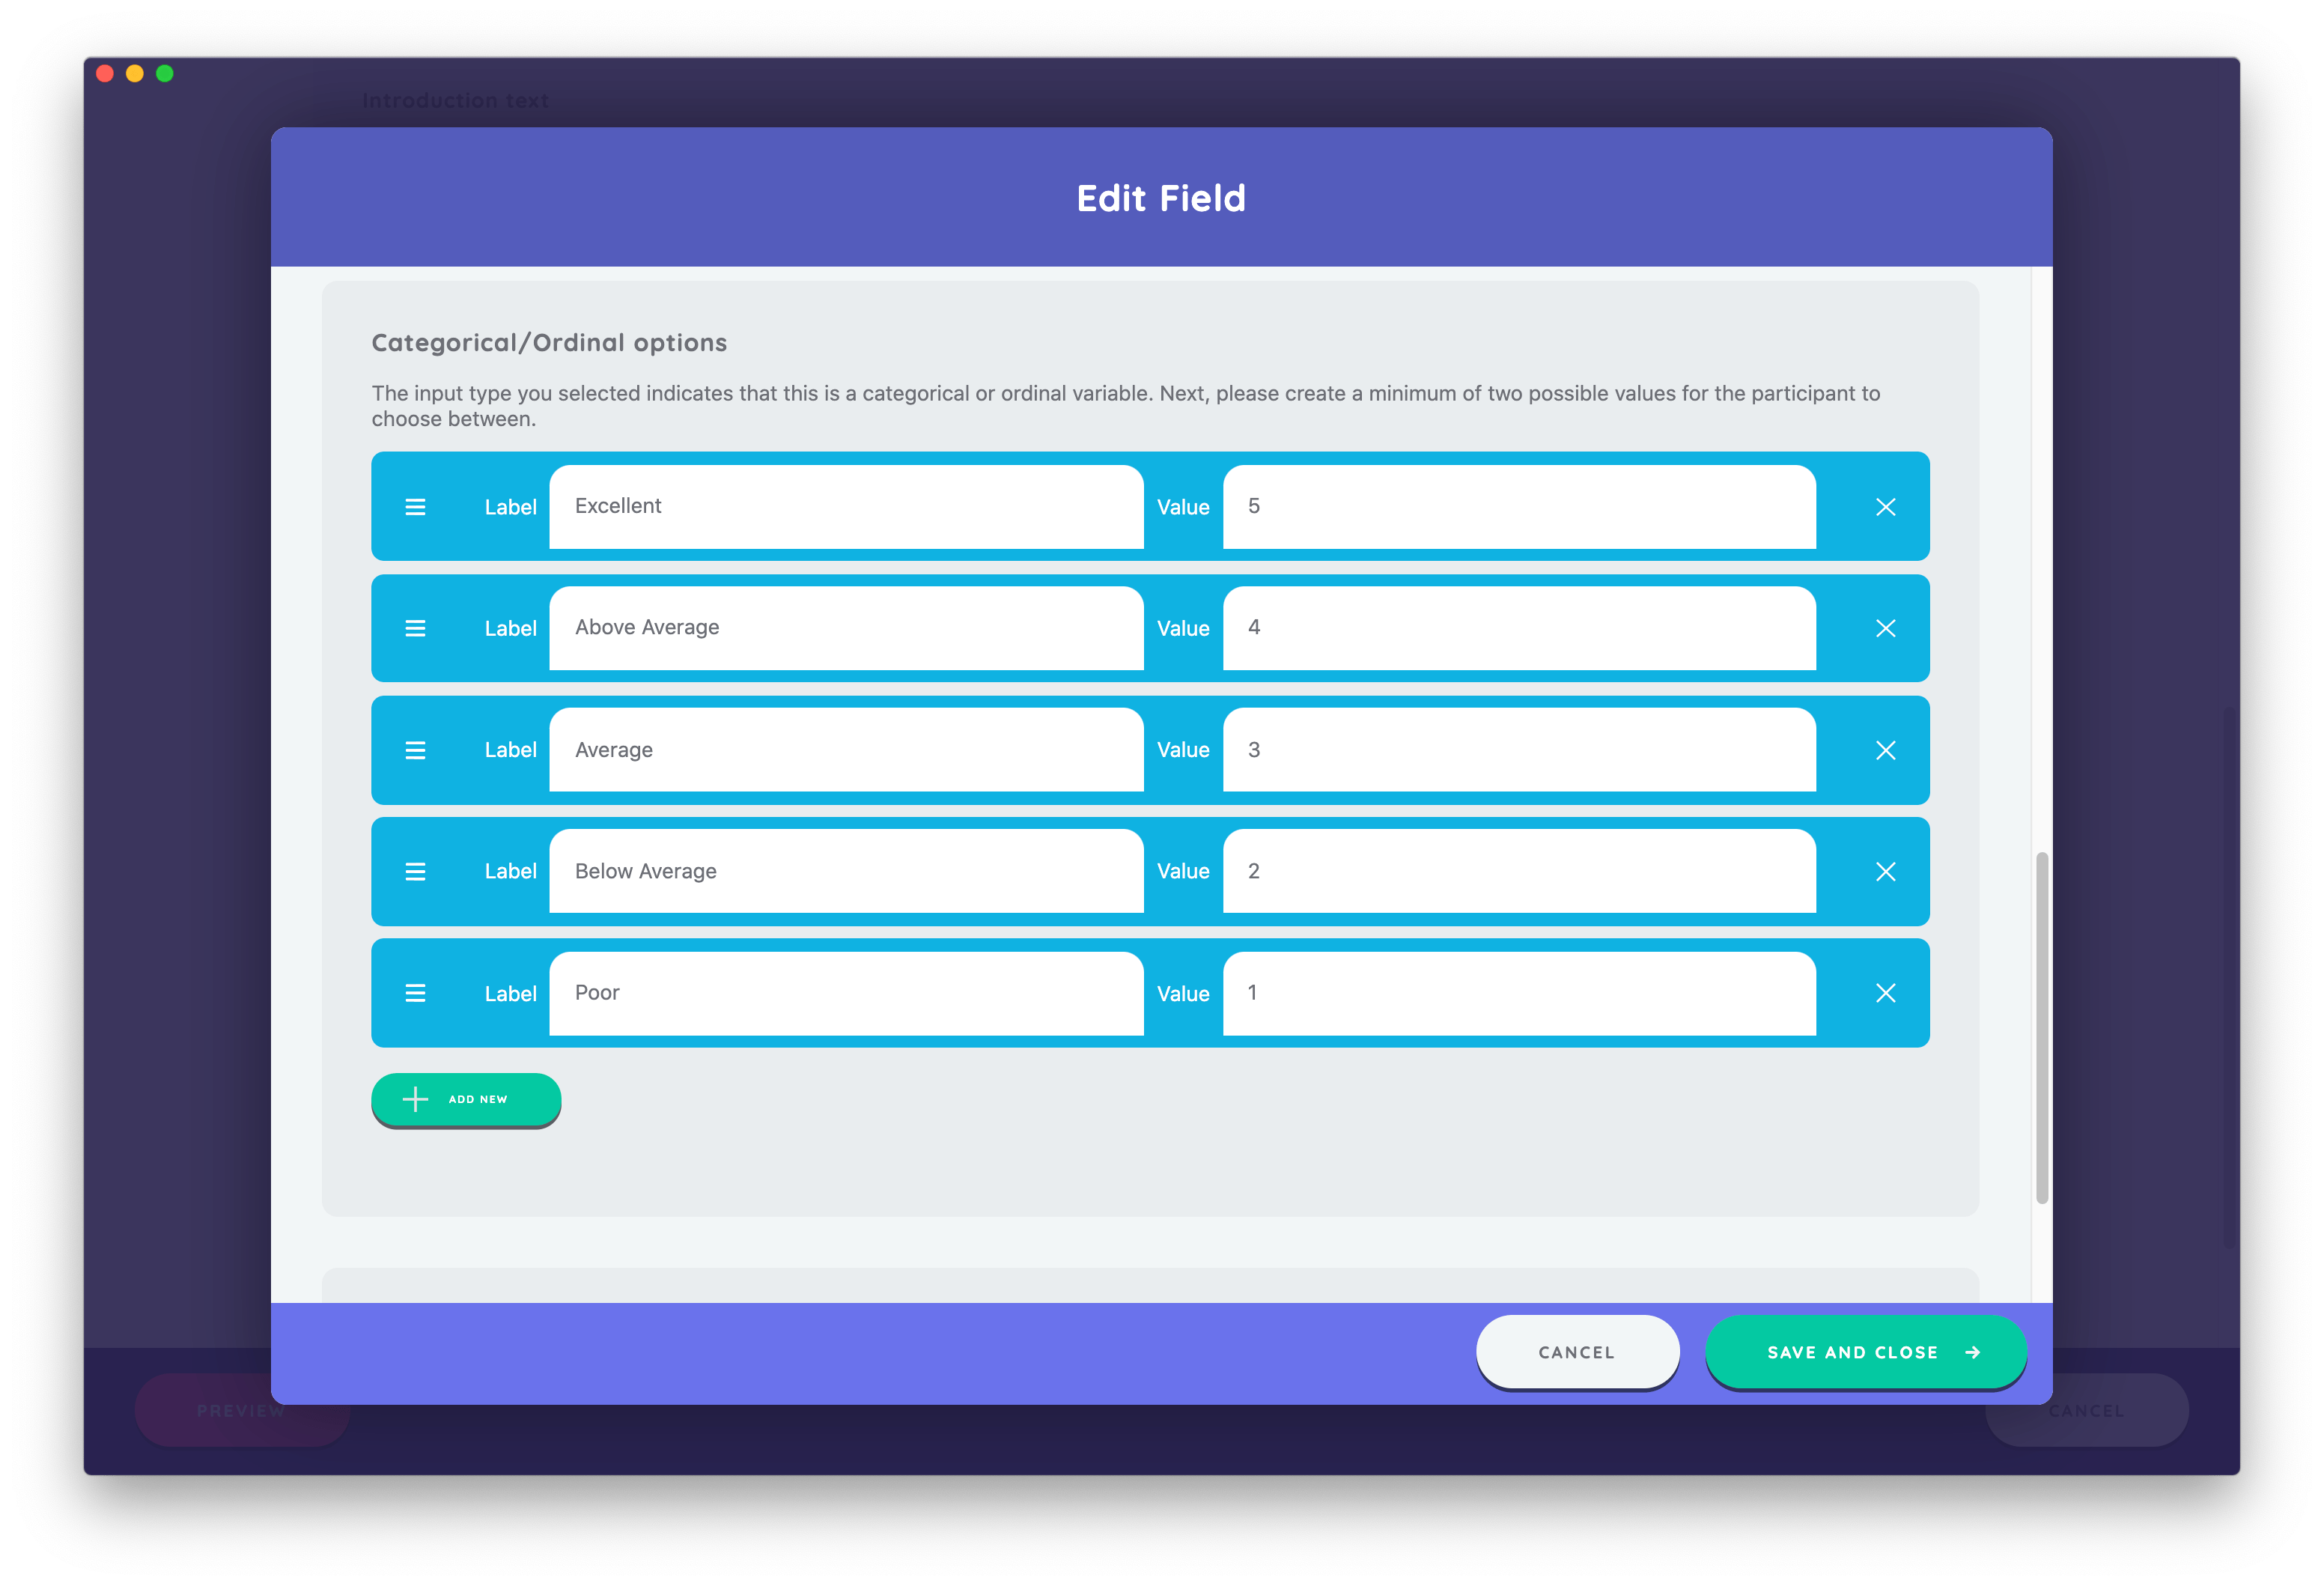 Introduction text
Edit Field
Categorical/Ordinal options
The input type you selected indicates that this is a categorical or ordinal variable. Next, please create a minimum of two possible values for the participant to
choose between.
Label Excellent Value 5
Label Above Average Value 4
Label Average Value 3
Label Below Average Value 2
Label Poor Value 1
ADD NEW
CANCEL SAVE AND CLOSE
PREVIEW CANCEL